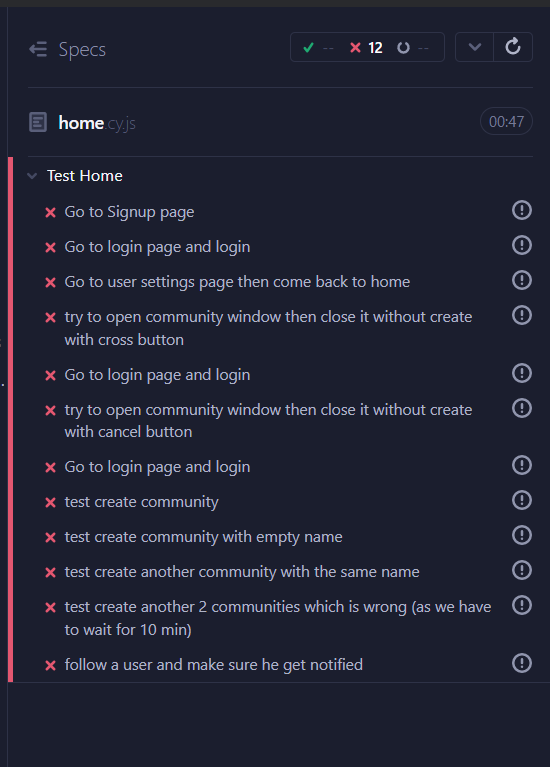 Specs
-- 12 --
home.cy.js
00:47
Test Home
Go to Signup page
Go to login page and login
Go to user settings page then come back to home
try to open community window then close it without create
with cross button
Go to login page and login
try to open community window then close it without create
with cancel button
Go to login page and login
test create community
test create community with empty name
test create another community with the same name
test create another 2 communities which is wrong (as we have
to wait for 10 min)
follow a user and make sure he get notified